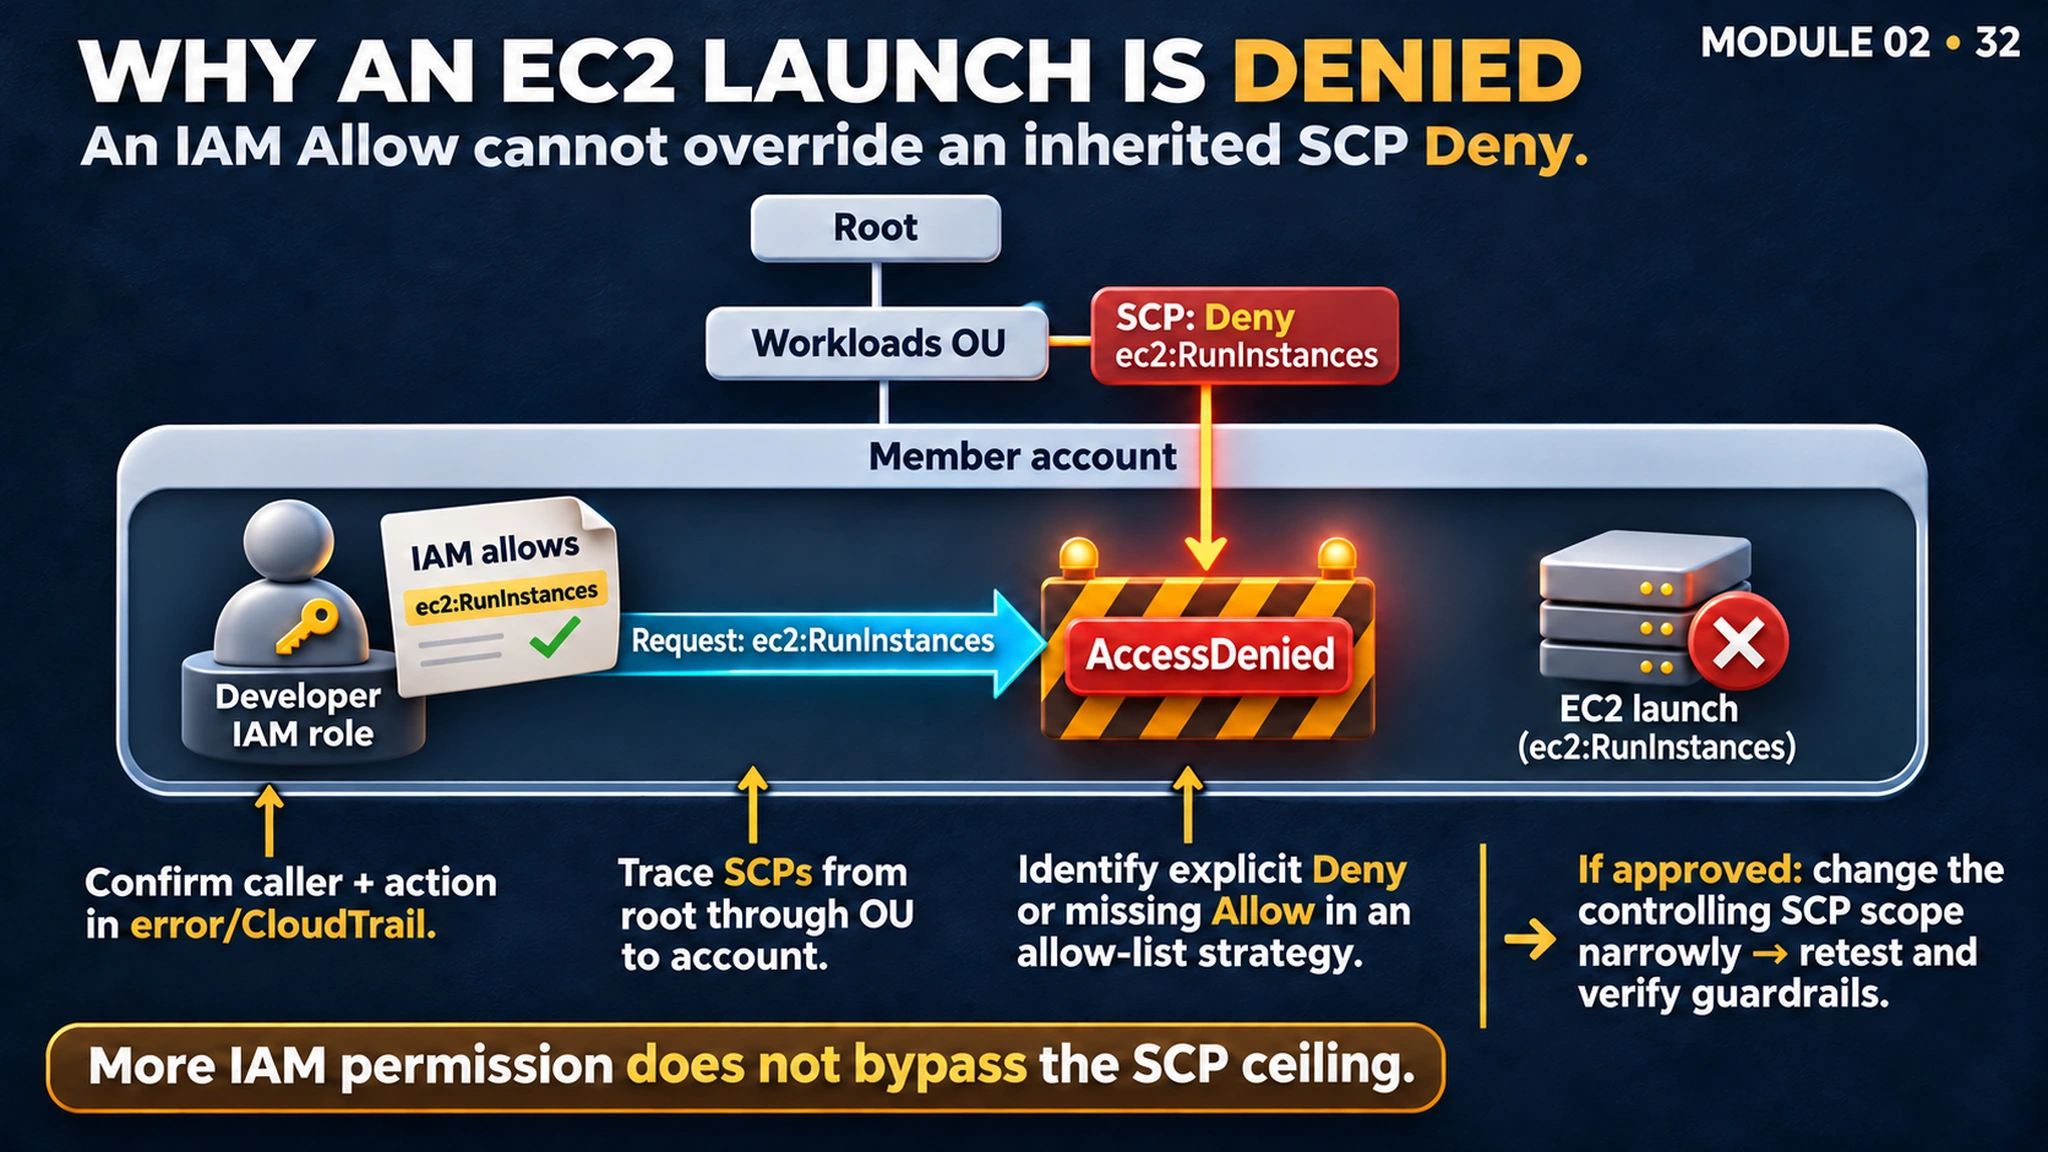 MODULE 02 • 32
WHY AN EC2 LAUNCH IS DENIED
An IAM Allow cannot override an inherited SCP Deny.
Root
Workloads OU
SCP: Deny
ec2:RunInstances
Member account
IAM allows
ec2:RunInstances
Developer
IAM role
Request: ec2:RunInstances
AccessDenied
EC2 launch
(ec2:RunInstances)
Confirm caller + action
in error/CloudTrail.
Trace SCPs from
root through OU
to account.
Identify explicit Deny
or missing Allow in an
allow-list strategy.
If approved: change the
controlling SCP scope
narrowly → retest and
verify guardrails.
More IAM permission does not bypass the SCP ceiling.